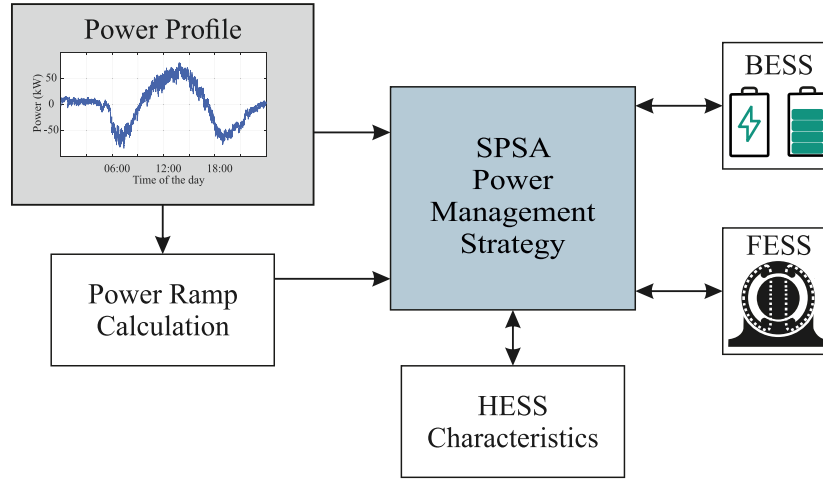 Power Profile
50
0
-50
Power (kW)
06:00 12:00 18:00
Time of the day
Power Ramp
Calculation
SPSA
Power
Management
Strategy
HESS
Characteristics
BESS
FESS